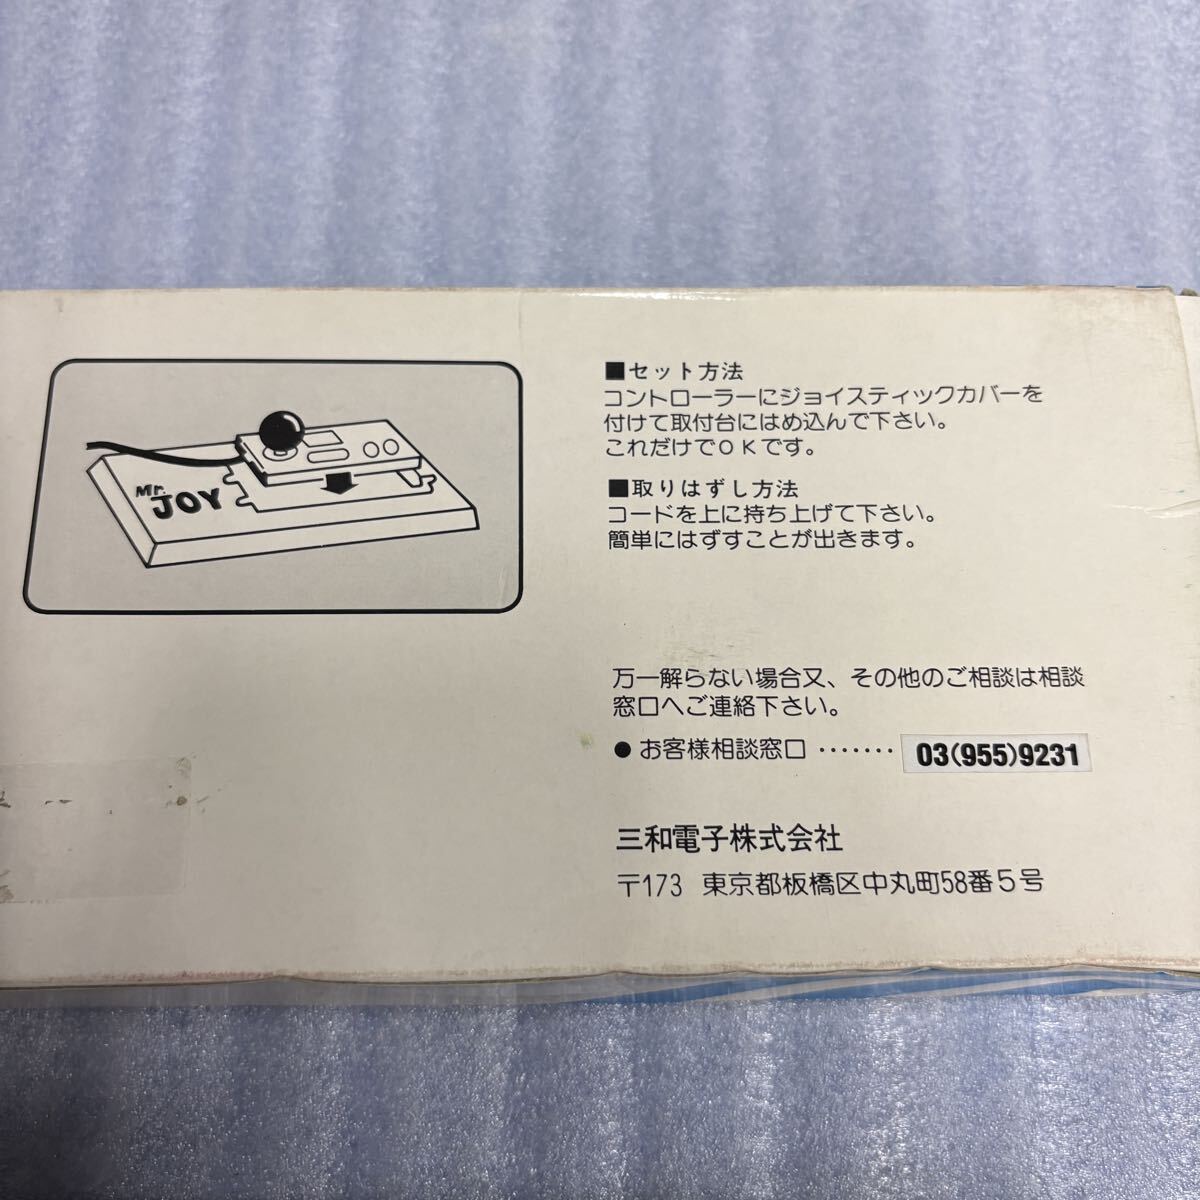 Mr.
JOY
■セット方法
コントローラーにジョイスティックカバーを
付けて取付台にはめ込んで下さい。
これだけでOKです。
■取りはずし方法
コードを上に持ち上げて下さい。
簡単にはずすことが出きます。
万一解らない場合又、その他のご相談は相談
窓口へご連絡下さい。
●お客様相談窓口 ······· 03(955)9231
三和電子株式会社
〒173 東京都板橋区中丸町58番5号